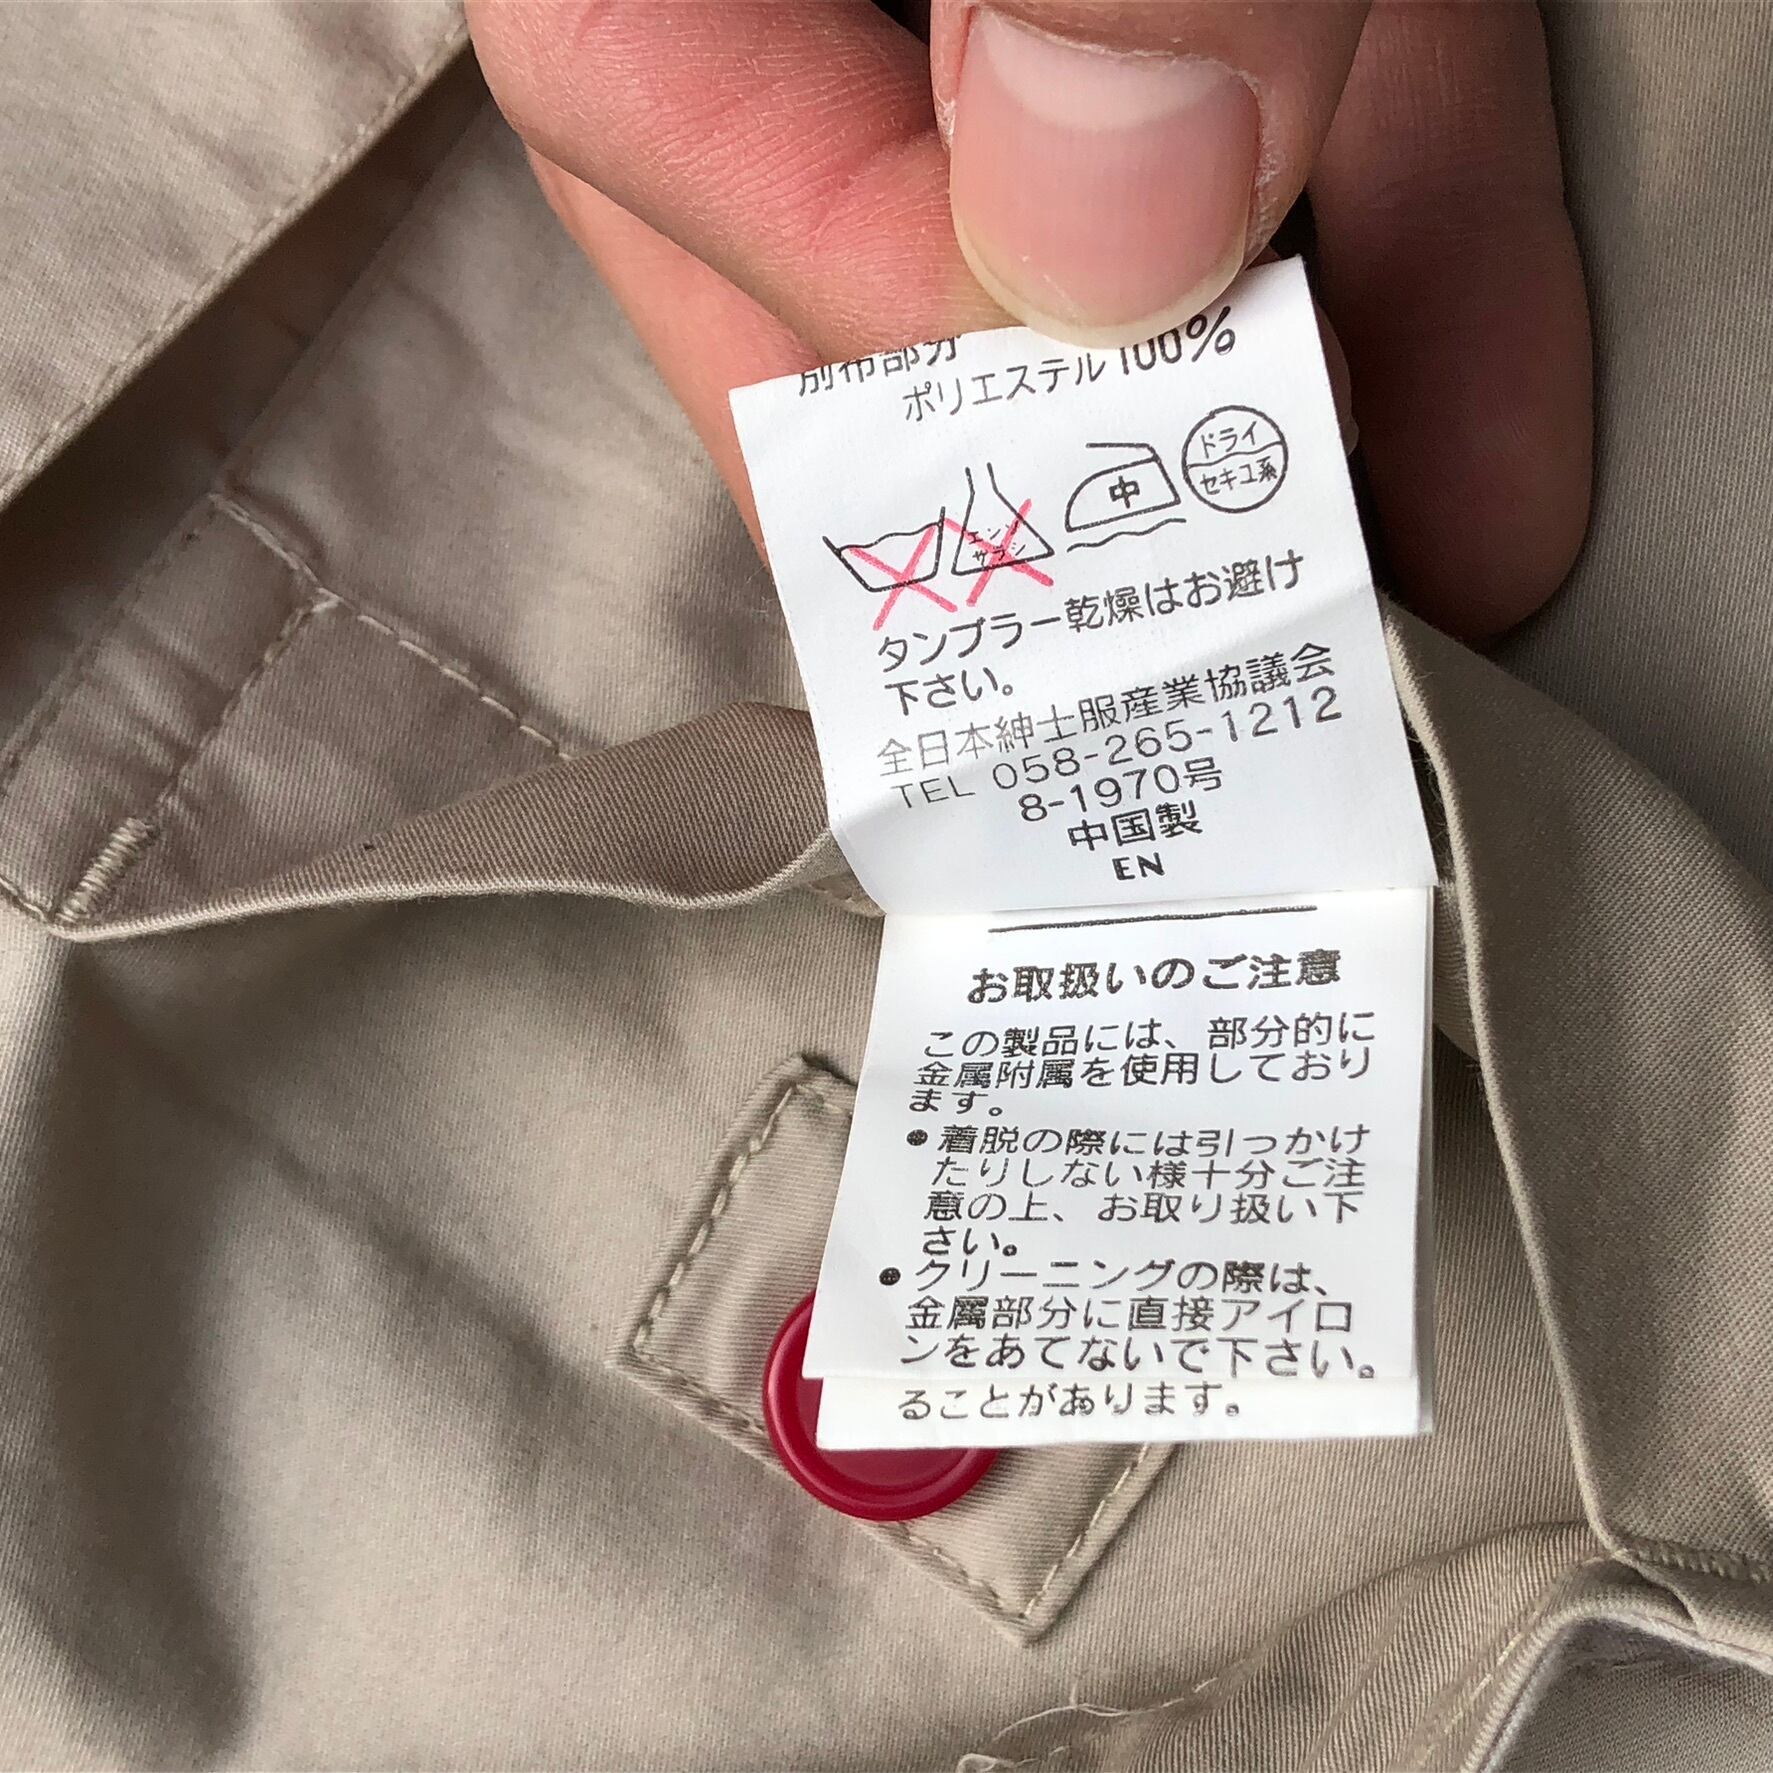 別布部分
ポリエステル100%
ドライ
セキユ系
中
エンソ
サラシ
タンブラー乾燥はお避け
下さい。
全日本紳士服産業協議会
TEL 058-265-1212
8-1970号
中国製
EN
お取扱いのご注意
この製品には、部分的に
金属附属を使用しており
ます。
●着脱の際には引っかけ
たりしない様十分ご注
意の上、お取り扱い下
さい。
●クリーニングの際は、
金属部分に直接アイロ
ンをあてないで下さい。
ることがあります。